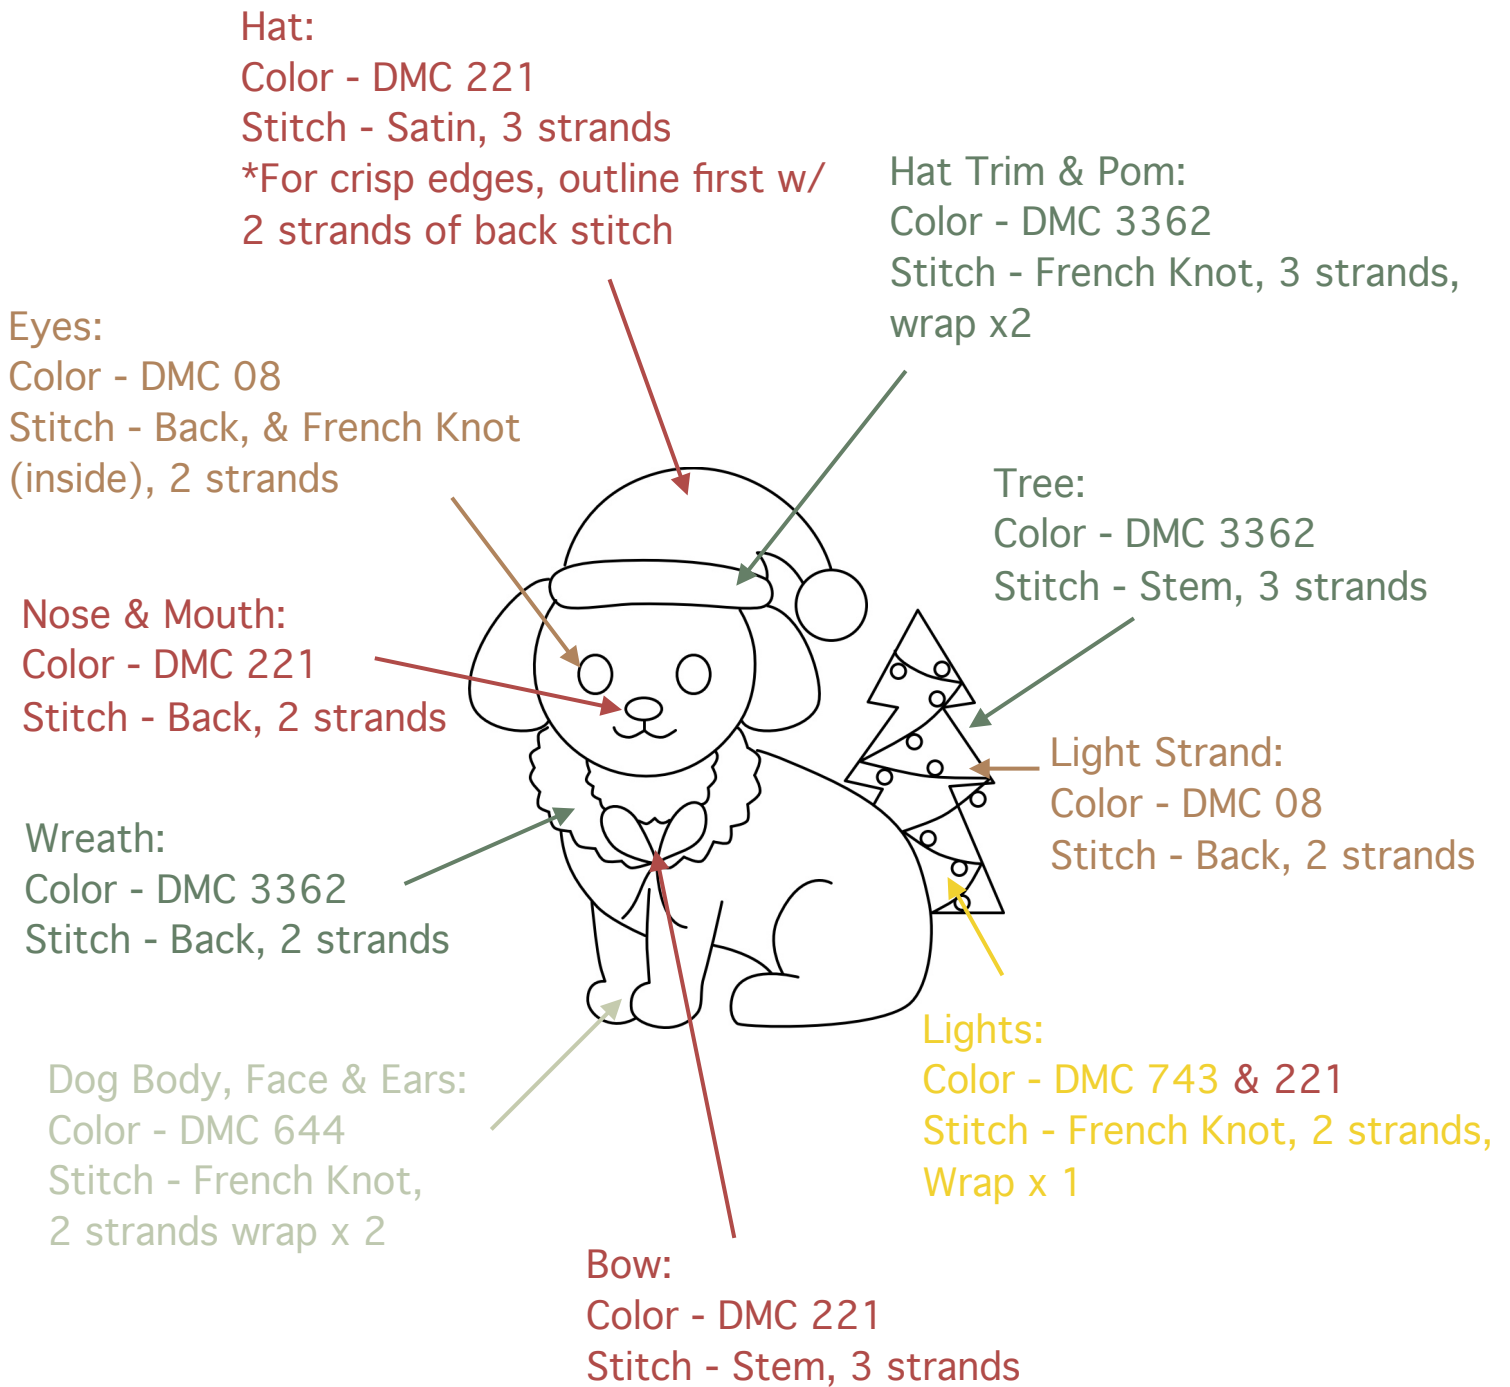 Hat:
Color - DMC 221
Stitch - Satin, 3 strands
*For crisp edges, outline first w/
2 strands of back stitch
Hat Trim & Pom:
Color - DMC 3362
Stitch - French Knot, 3 strands,
wrap x2
Eyes:
Color - DMC 08
Stitch - Back, & French Knot
(inside), 2 strands
Tree:
Color - DMC 3362
Stitch - Stem, 3 strands
Nose & Mouth:
Color - DMC 221
Stitch - Back, 2 strands
Light Strand:
Color - DMC 08
Stitch - Back, 2 strands
Wreath:
Color - DMC 3362
Stitch - Back, 2 strands
Lights:
Color - DMC 743 & 221
Stitch - French Knot, 2 strands,
Wrap x 1
Dog Body, Face & Ears:
Color - DMC 644
Stitch - French Knot,
2 strands wrap x 2
Bow:
Color - DMC 221
Stitch - Stem, 3 strands